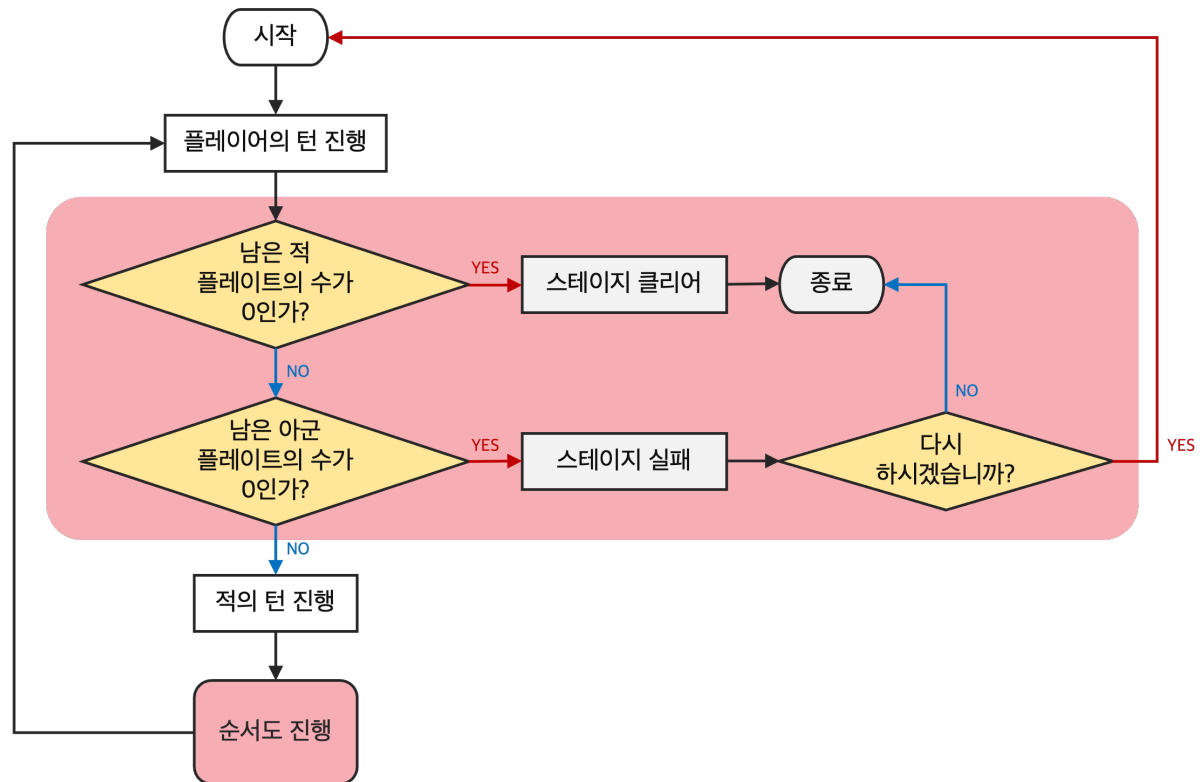 시작
플레이어의 턴 진행
남은 적
플레이트의 수가
0인가?
YES
스테이지 클리어
종료
NO
NO
남은 아군
플레이트의 수가
0인가?
YES
스테이지 실패
다시
하시겠습니까?
YES
NO
적의 턴 진행
순서도 진행